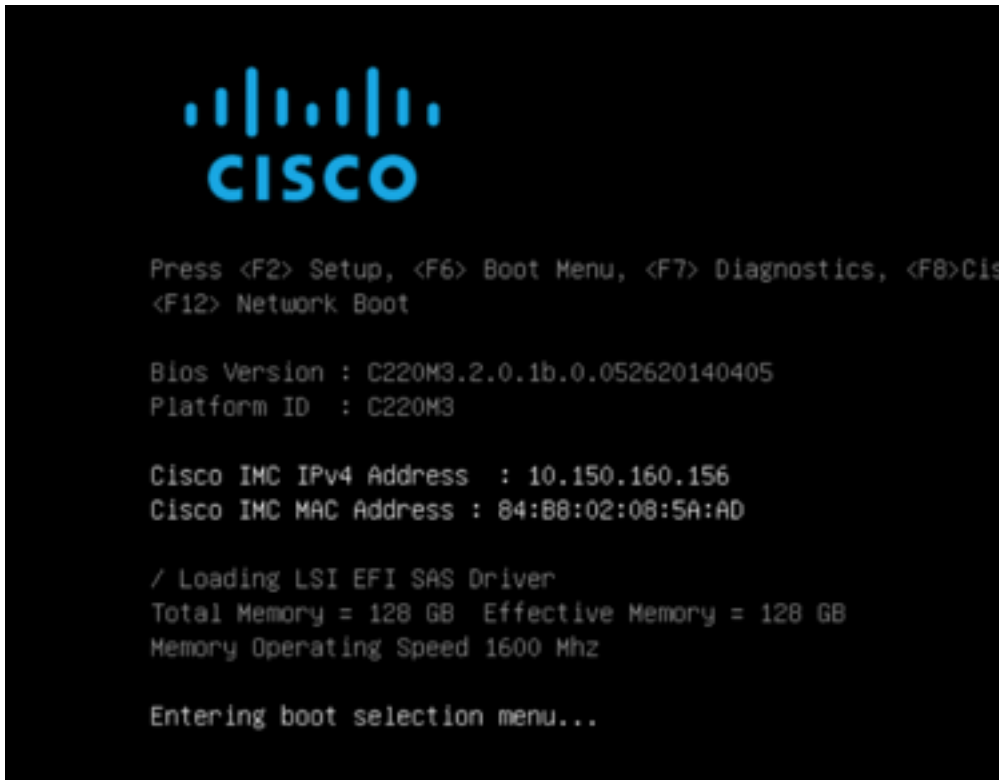 CISCO
Press <F2> Setup, <F6> Boot Menu, <F7> Diagnostics, <F8>Cis
<F12> Network Boot
Bios Version : C220M3.2.0.1b.0.052620140405
Platform ID : C220M3
Cisco IMC IPv4 Address : 10.150.160.156
Cisco IMC MAC Address : 84:B8:02:08:5A:AD
/ Loading LSI EFI SAS Driver
Total Memory = 128 GB Effective Memory = 128 GB
Memory Operating Speed 1600 Mhz
Entering boot selection menu...